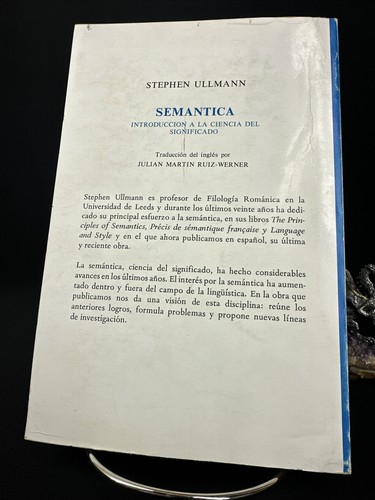 STEPHEN ULLMANN
SEMANTICA
INTRODUCCION A LA CIENCIA DEL
SIGNIFICADO
Traducción del inglés por
JULIAN MARTIN RUIZ-WERNER
Stephen Ullmann es profesor de Filología Románica en la
Universidad de Leeds y durante los últimos veinte años ha dedi-
cado su principal esfuerzo a la semántica, en sus libros The Prin-
ciples of Semantics, Précis de sémantique française y Language
and Style y en el que ahora publicamos en español, su última
y reciente obra.
La semántica, ciencia del significado, ha hecho considerables
avances en los últimos años. El interés por la semántica ha aumen-
tado dentro y fuera del campo de la lingüística. En la obra que
publicamos nos da una visión de esta disciplina: reúne los
anteriores logros, formula problemas y propone nuevas líneas
de investigación.